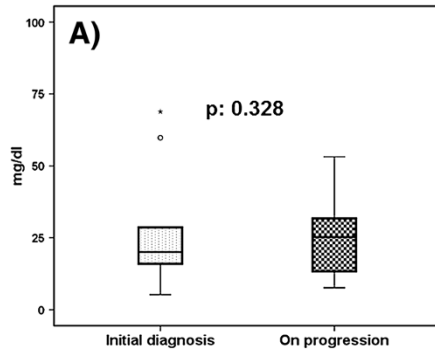 A)
100
p: 0.328
75
mg/dl
50
25
0
Initial diagnosis On progression